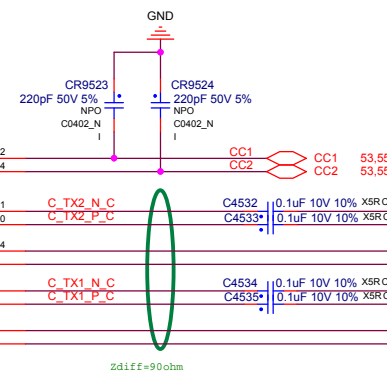 GND
CR9523
220pF 50V 5%
NPO
C0402_N
I
CR9524
220pF 50V 5%
NPO
C0402_N
I
2
CC1
CC1
53,55
4
CC2
CC2
53,55
1
C_TX2_N_C
C4532
0.1uF 10V 10%
X5R
0
C_TX2_P_C
C4533
0.1uF 10V 10%
X5R
4
C_TX1_N_C
C4534
0.1uF 10V 10%
X5R
C_TX1_P_C
C4535
0.1uF 10V 10%
X5R
Zdiff=90ohm